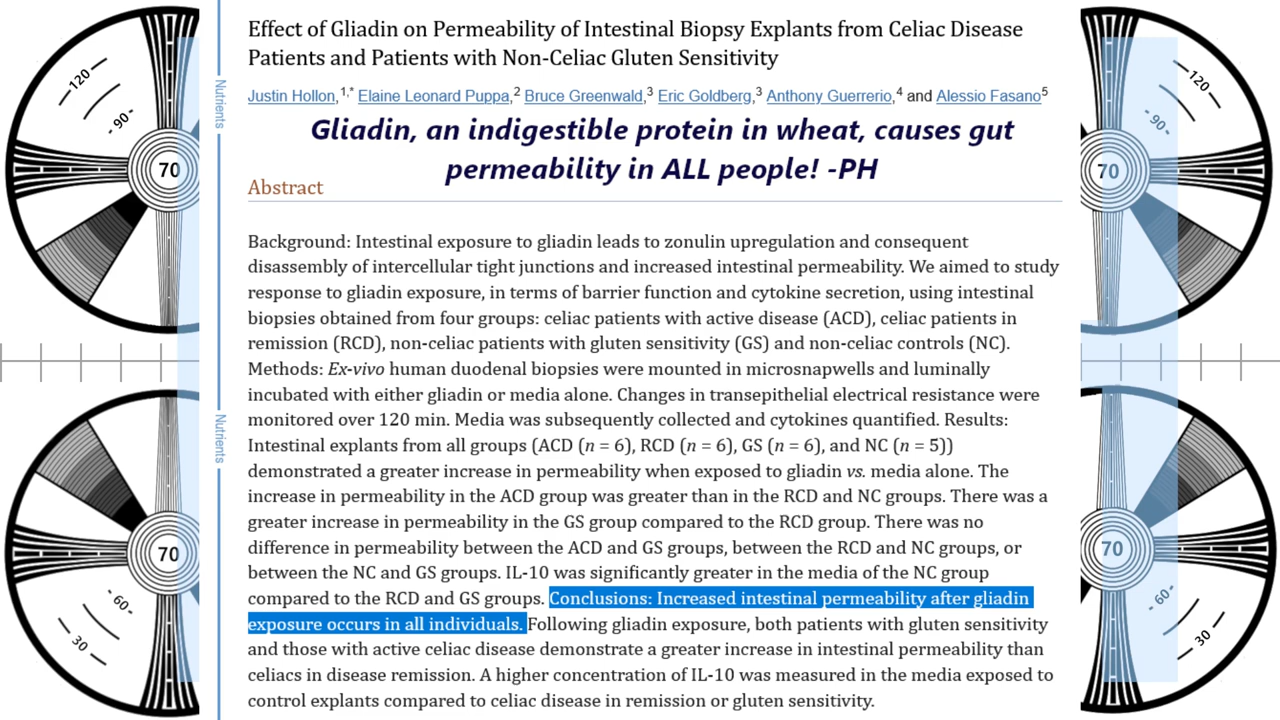 Effect of Gliadin on Permeability of Intestinal Biopsy Explants from Celiac Disease
Patients and Patients with Non-Celiac Gluten Sensitivity
Justin Hollon,1,* Elaine Leonard Puppa,2 Bruce Greenwald,3 Eric Goldberg,3 Anthony Guerrerio,4 and Alessio Fasano5
Gliadin, an indigestible protein in wheat, causes gut
permeability in ALL people! -PH
Abstract
Background: Intestinal exposure to gliadin leads to zonulin upregulation and consequent
disassembly of intercellular tight junctions and increased intestinal permeability. We aimed to study
response to gliadin exposure, in terms of barrier function and cytokine secretion, using intestinal
biopsies obtained from four groups: celiac patients with active disease (ACD), celiac patients in
remission (RCD), non-celiac patients with gluten sensitivity (GS) and non-celiac controls (NC).
Methods: Ex-vivo human duodenal biopsies were mounted in microsnapwells and luminally
incubated with either gliadin or media alone. Changes in transepithelial electrical resistance were
monitored over 120 min. Media was subsequently collected and cytokines quantified. Results:
Intestinal explants from all groups (ACD (n = 6), RCD (n = 6), GS (n = 6), and NC (n = 5))
demonstrated a greater increase in permeability when exposed to gliadin vs. media alone. The
increase in permeability in the ACD group was greater than in the RCD and NC groups. There was a
greater increase in permeability in the GS group compared to the RCD group. There was no
difference in permeability between the ACD and GS groups, between the RCD and NC groups, or
between the NC and GS groups. IL-10 was significantly greater in the media of the NC group
compared to the RCD and GS groups. Conclusions: Increased intestinal permeability after gliadin
exposure occurs in all individuals. Following gliadin exposure, both patients with gluten sensitivity
and those with active celiac disease demonstrate a greater increase in intestinal permeability than
celiacs in disease remission. A higher concentration of IL-10 was measured in the media exposed to
control explants compared to celiac disease in remission or gluten sensitivity.
Nutrients
Nutrients
120
- 90 -
70
70
- 60 -
30
120
- 90 -
70
70
- 60 -
30